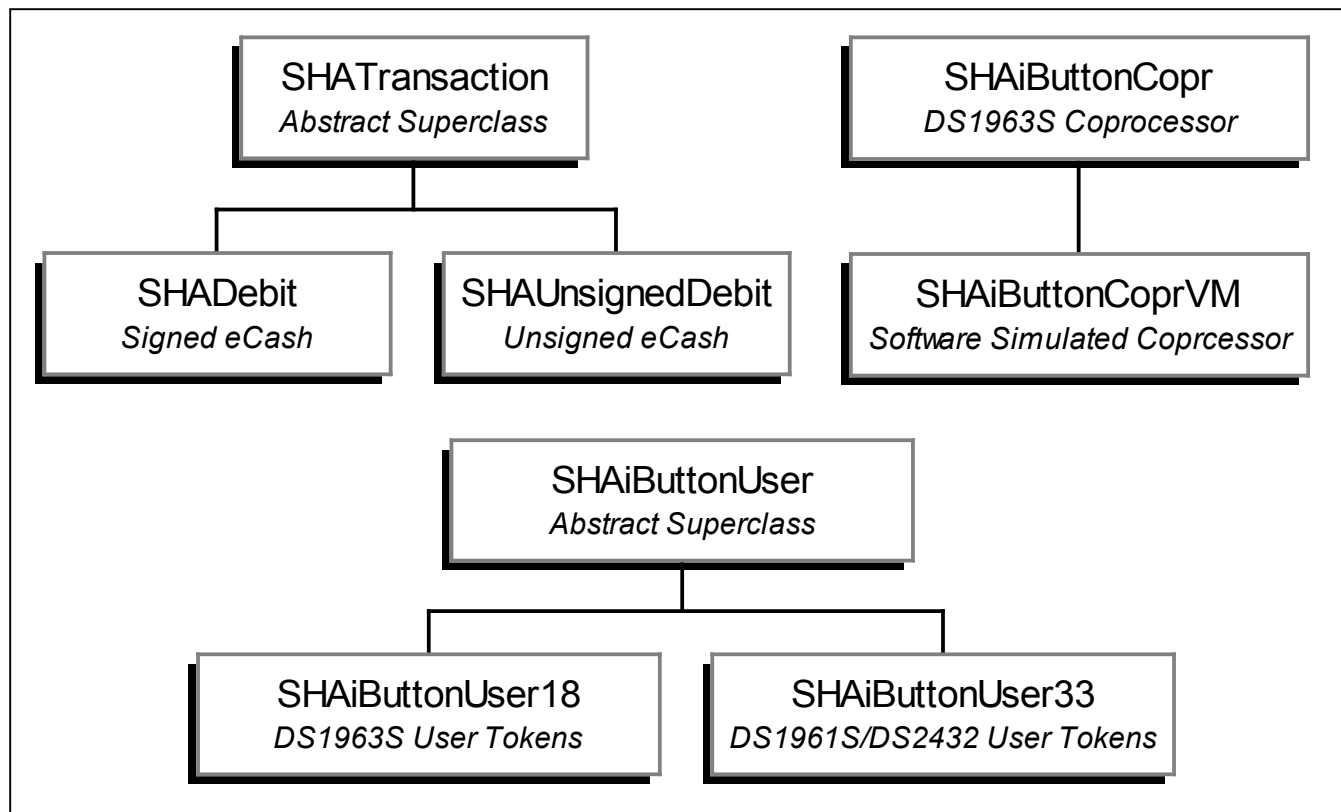 SHATransaction
Abstract Superclass
SHAiButtonCopr
DS1963S Coprocessor
SHADebit
Signed eCash
SHAUnsignedDebit
Unsigned eCash
SHAiButtonCoprVM
Software Simulated Coprcessor
SHAiButtonUser
Abstract Superclass
SHAiButtonUser18
DS1963S User Tokens
SHAiButtonUser33
DS1961S/DS2432 User Tokens